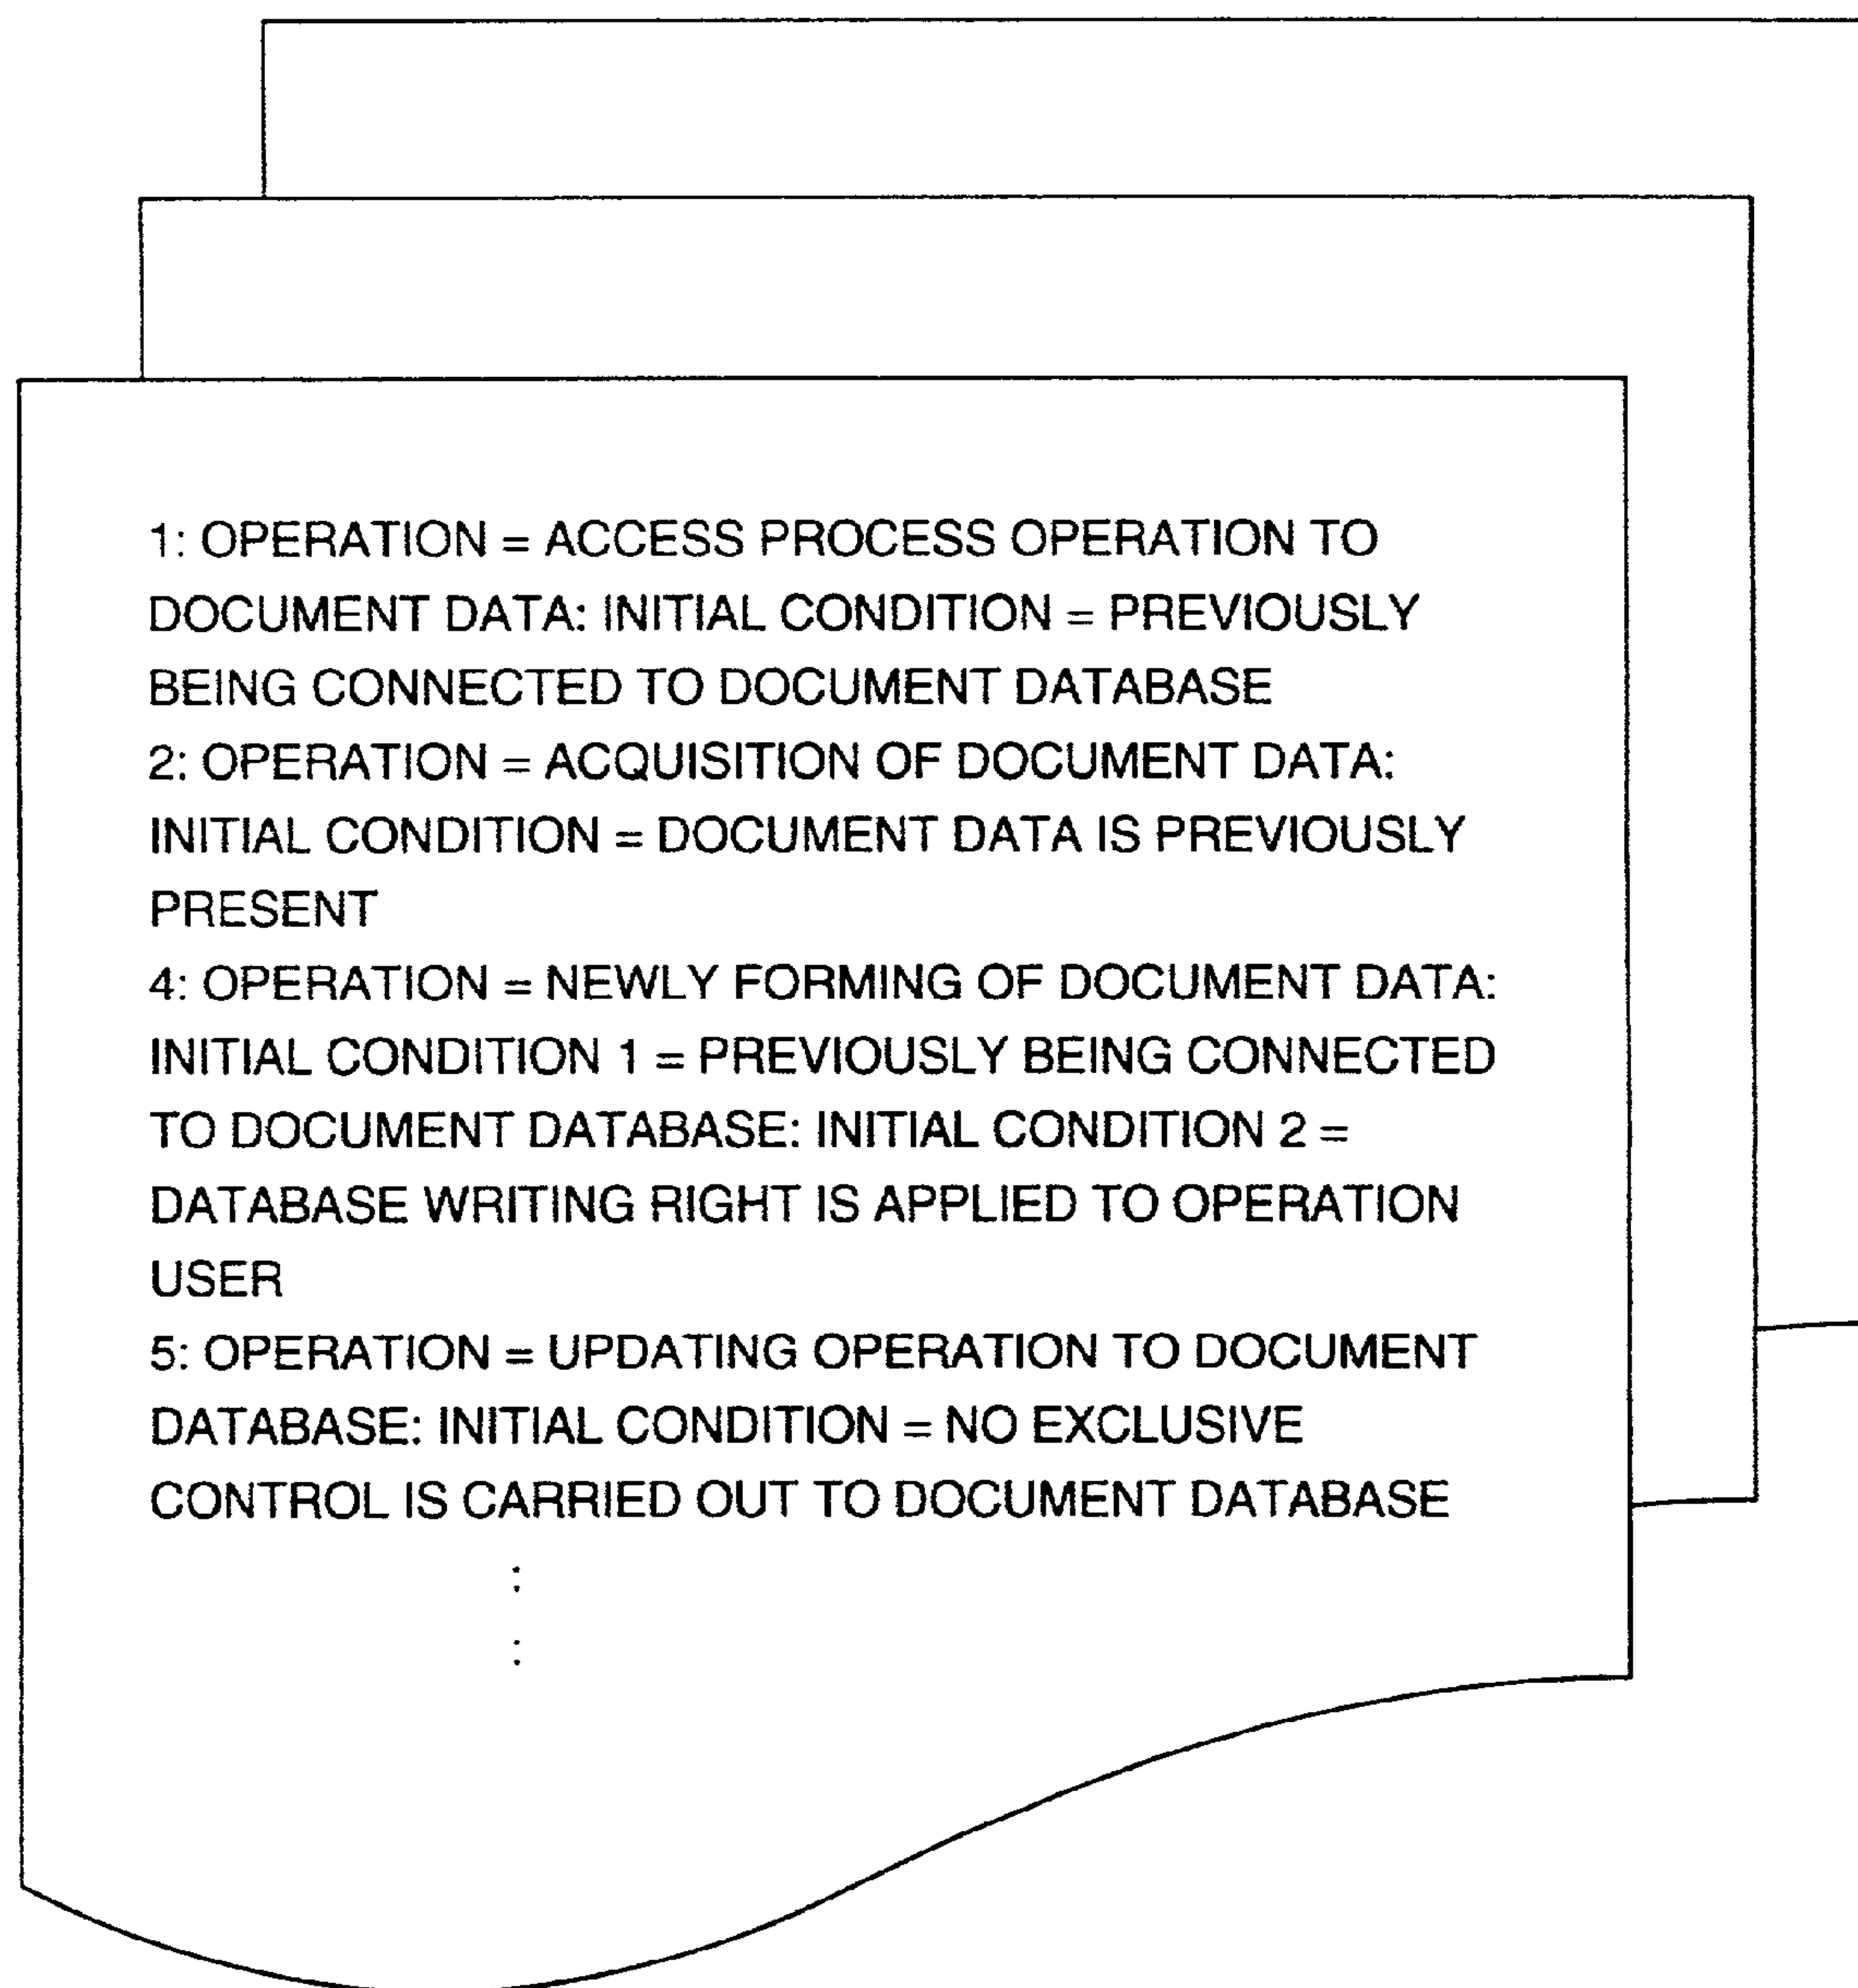 1: OPERATION = ACCESS PROCESS OPERATION TO
DOCUMENT DATA: INITIAL CONDITION = PREVIOUSLY
BEING CONNECTED TO DOCUMENT DATABASE
2: OPERATION = ACQUISITION OF DOCUMENT DATA:
INITIAL CONDITION = DOCUMENT DATA IS PREVIOUSLY
PRESENT
4: OPERATION = NEWLY FORMING OF DOCUMENT DATA:
INITIAL CONDITION 1 = PREVIOUSLY BEING CONNECTED
TO DOCUMENT DATABASE: INITIAL CONDITION 2 =
DATABASE WRITING RIGHT IS APPLIED TO OPERATION
USER
5: OPERATION = UPDATING OPERATION TO DOCUMENT
DATABASE: INITIAL CONDITION = NO EXCLUSIVE
CONTROL IS CARRIED OUT TO DOCUMENT DATABASE
:
: